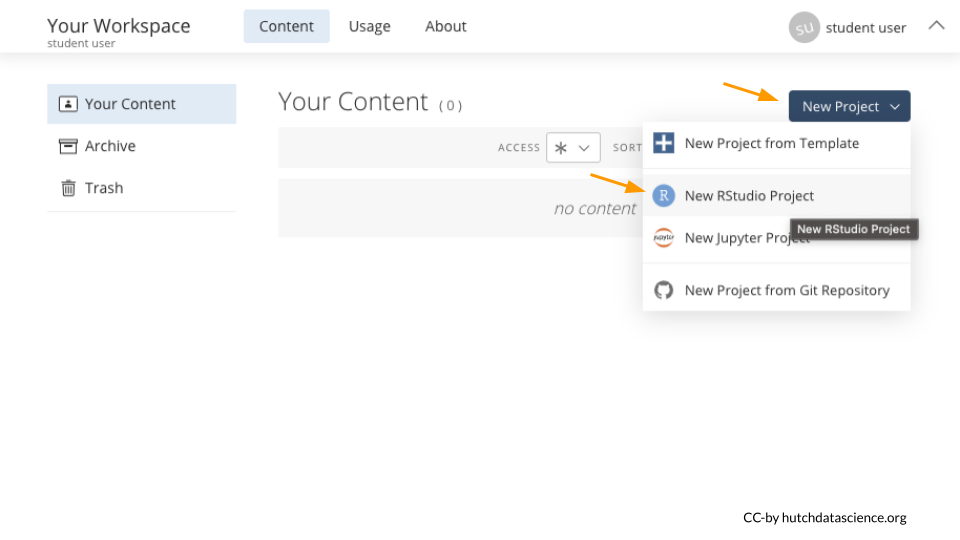 Your Workspace
student user
Content
Usage
About
SU
student user
Your Content
Archive
Trash
Your Content ( 0 )
New Project
ACCESS
SORT
no content
New Project from Template
R
New RStudio Project
New RStudio Project
jupyter
New Jupyter Project
New Project from Git Repository
CC-by hutchdatascience.org